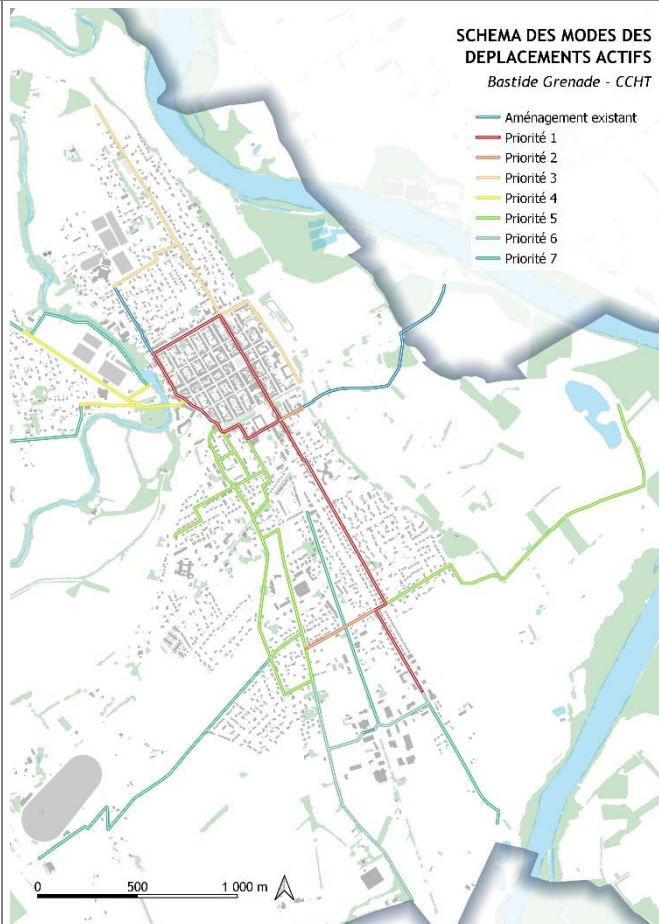 SCHEMA DES MODES DES
DEPLACEMENTS ACTIFS
Bastide Grenade - CCHT
Aménagement existant
Priorité 1
Priorité 2
Priorité 3
Priorité 4
Priorité 5
Priorité 6
Priorité 7
0 500 1 000 m